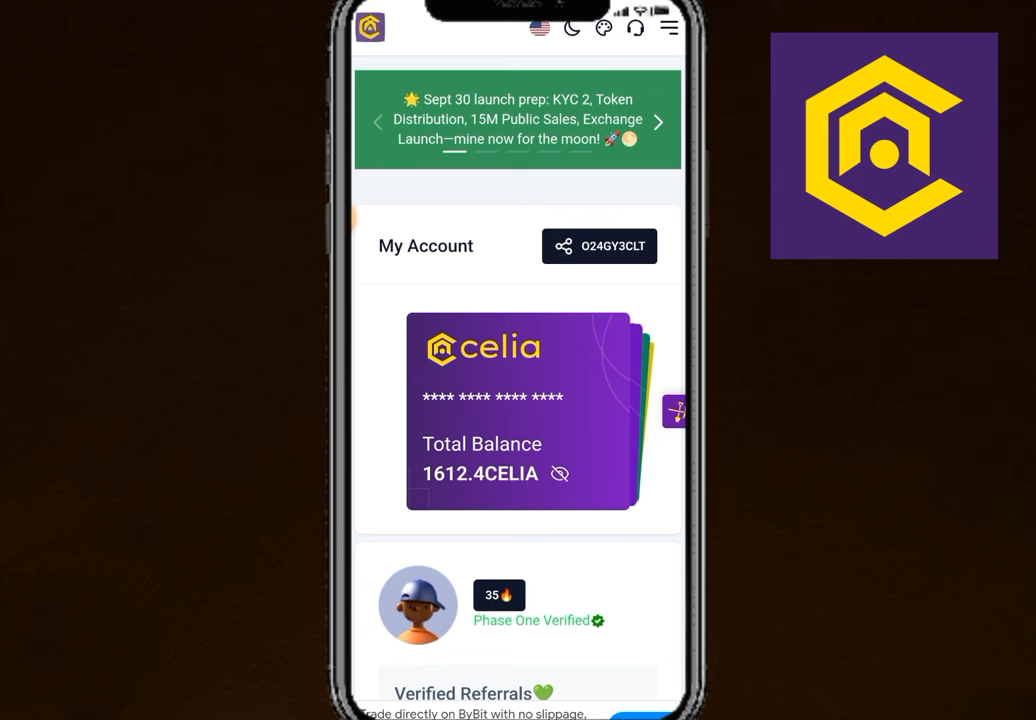 🌟 Sept 30 launch prep: KYC 2, Token
Distribution, 15M Public Sales, Exchange
Launch—mine now for the moon! 🚀🌕
My Account
O24GY3CLT
celia
**** **** **** ****
Total Balance
1612.4CELIA
35🔥
Phase One Verified
Verified Referrals💚
Trade directly on ByBit with no slippage,